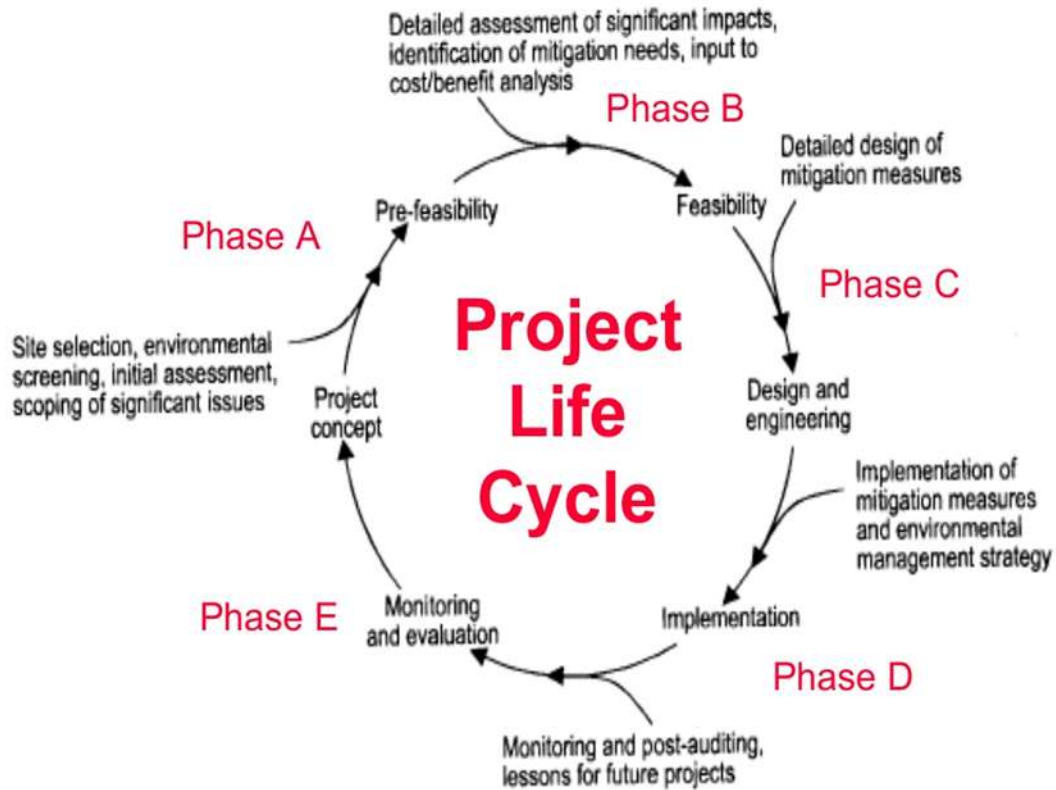 Detailed assessment of significant impacts,
identification of mitigation needs, input to
cost/benefit analysis
Phase B
Detailed design of
mitigation measures
Pre-feasibility
Feasibility
Phase A
Phase C
Site selection, environmental
screening, initial assessment,
scoping of significant issues
Project
concept
Project
Life
Cycle
Design and
engineering
Implementation of
mitigation measures
and environmental
management strategy
Phase E
Monitoring
and evaluation
Implementation
Phase D
Monitoring and post-auditing,
lessons for future projects